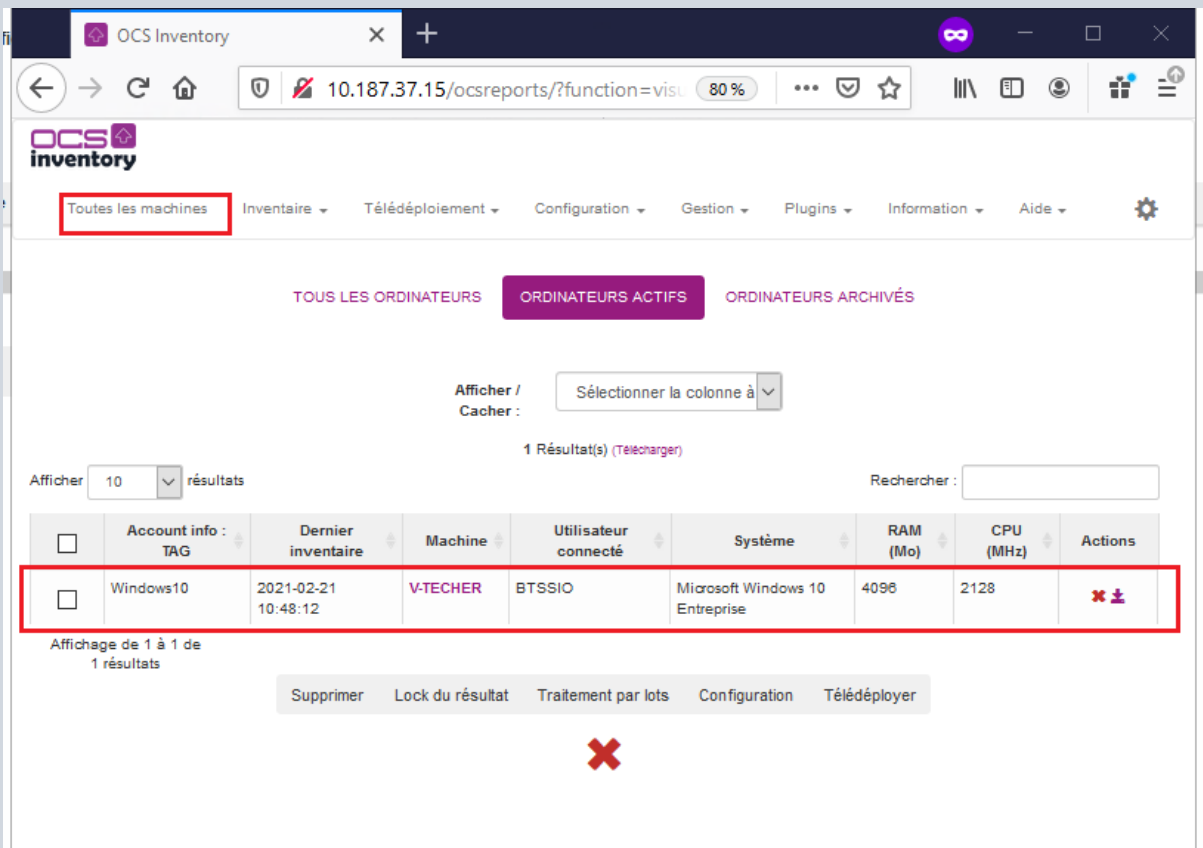 OCS Inventory
10.187.37.15/ocsreports/?function=visu 80 %
OCS
inventory
Toutes les machines Inventaire Télédéploiement Configuration Gestion Plugins Information Aide
TOUS LES ORDINATEURS ORDINATEURS ACTIFS ORDINATEURS ARCHIVÉS
Afficher / Cacher : Sélectionner la colonne à
1 Résultat(s) (Télécharger)
Afficher 10 résultats Rechercher :
Account info : TAG Dernier inventaire Machine Utilisateur connecté Système RAM (Mo) CPU (MHz) Actions
Windows10 2021-02-21 10:48:12 V-TECHER BTSSIO Microsoft Windows 10 Entreprise 4096 2128
Affichage de 1 à 1 de
1 résultats
Supprimer Lock du résultat Traitement par lots Configuration Télédéployer